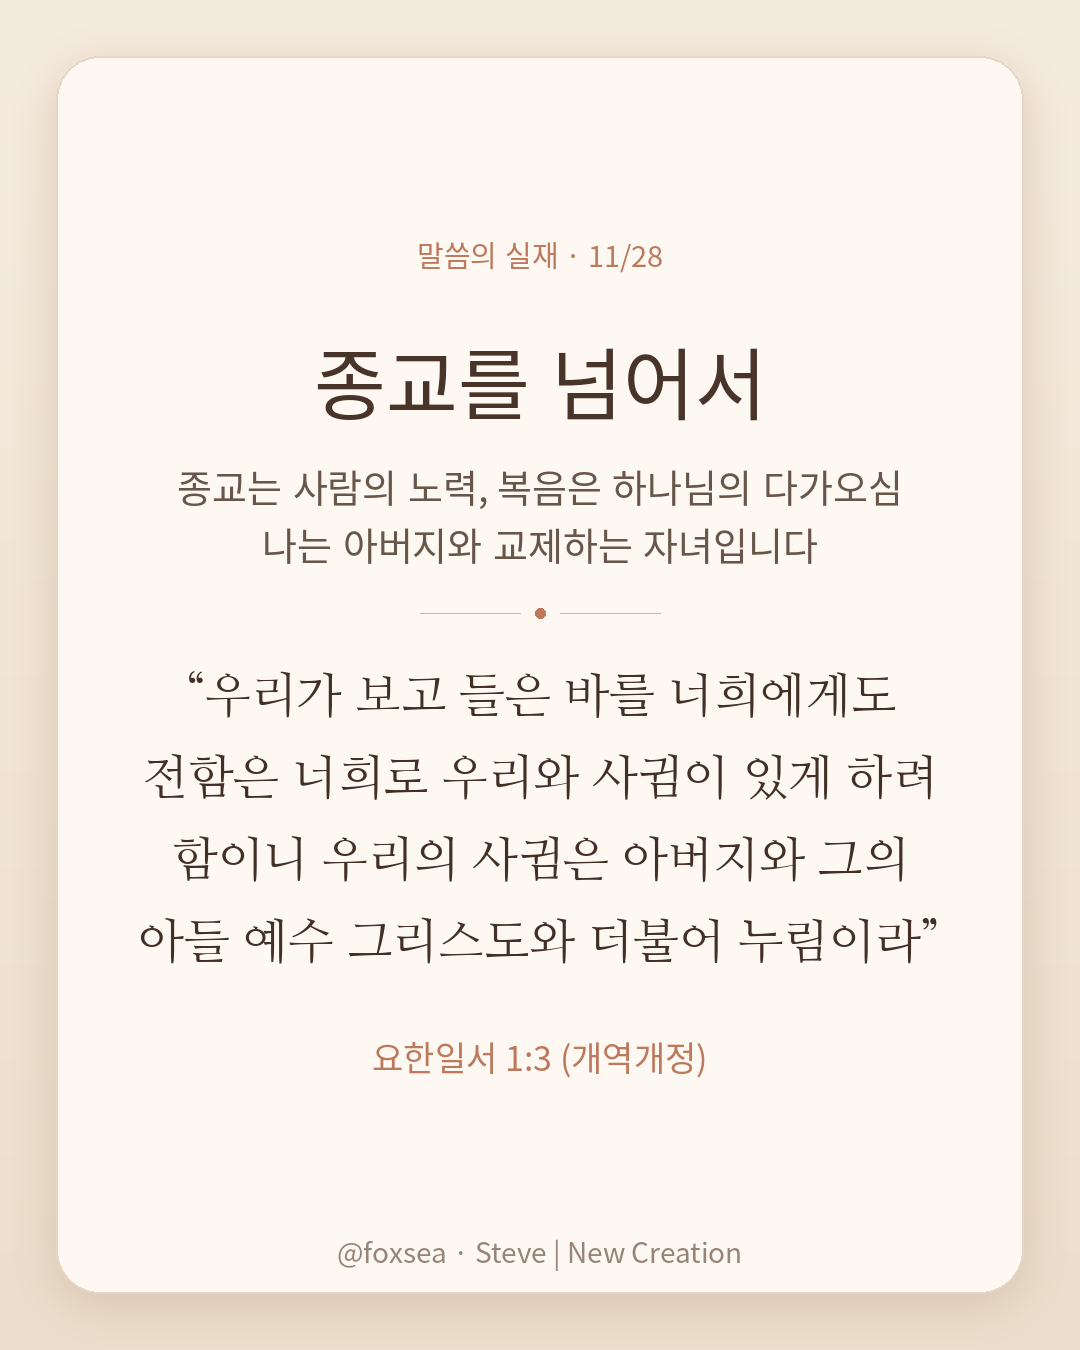 말씀의 실재 · 11/28
종교를 넘어서
종교는 사람의 노력, 복음은 하나님의 다가오심
나는 아버지와 교제하는 자녀입니다
“우리가 보고 들은 바를 너희에게도
전함은 너희로 우리와 사귐이 있게 하려
함이니 우리의 사귐은 아버지와 그의
아들 예수 그리스도와 더불어 누림이라”
요한일서 1:3 (개역개정)
@foxsea · Steve | New Creation